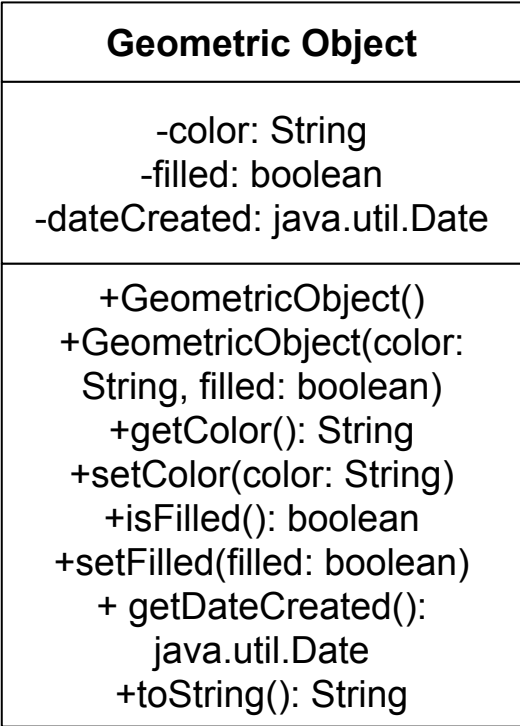 Geometric Object
-color: String
-filled: boolean
-dateCreated: java.util.Date
+GeometricObject()
+GeometricObject(color:
String, filled: boolean)
+getColor(): String
+setColor(color: String)
+isFilled(): boolean
+setFilled(filled: boolean)
+ getDateCreated():
java.util.Date
+toString(): String